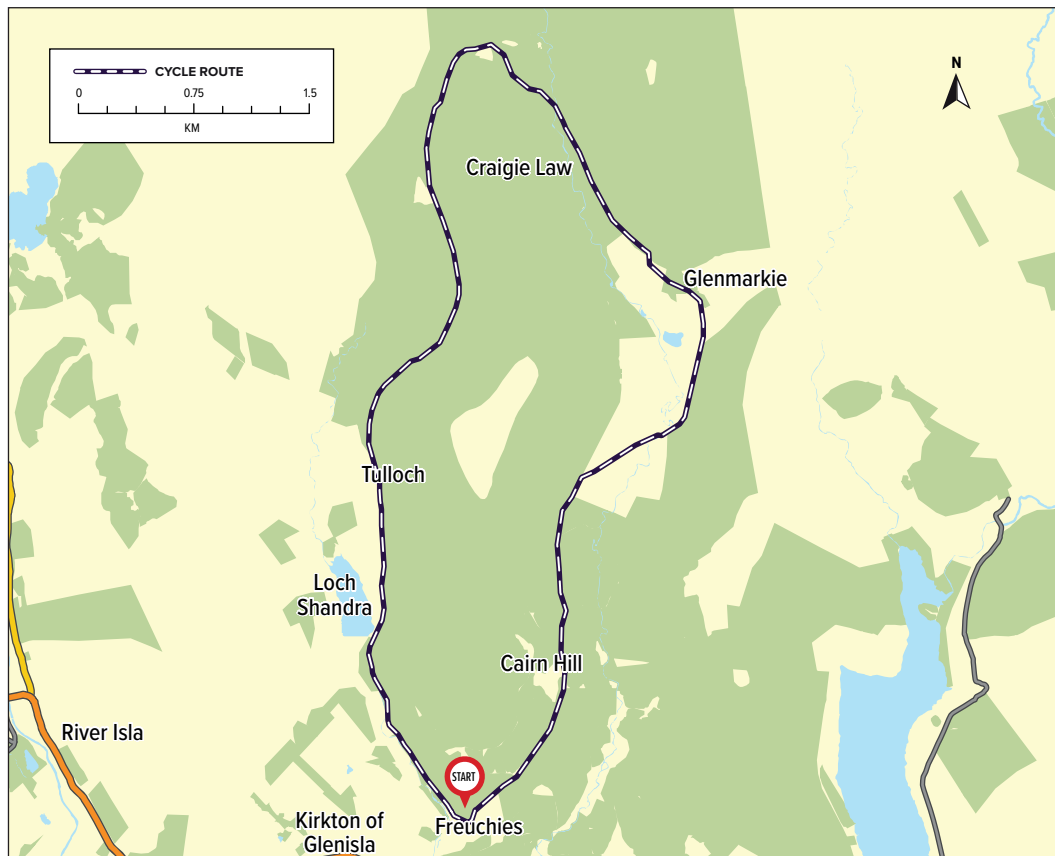 CYCLE ROUTE
0 0.75 1.5
KM
N
Craigie Law
Glenmarkie
Tulloch
Loch
Shandra
Cairn Hill
River Isla
START
Freuchies
Kirkton of
Glenisla